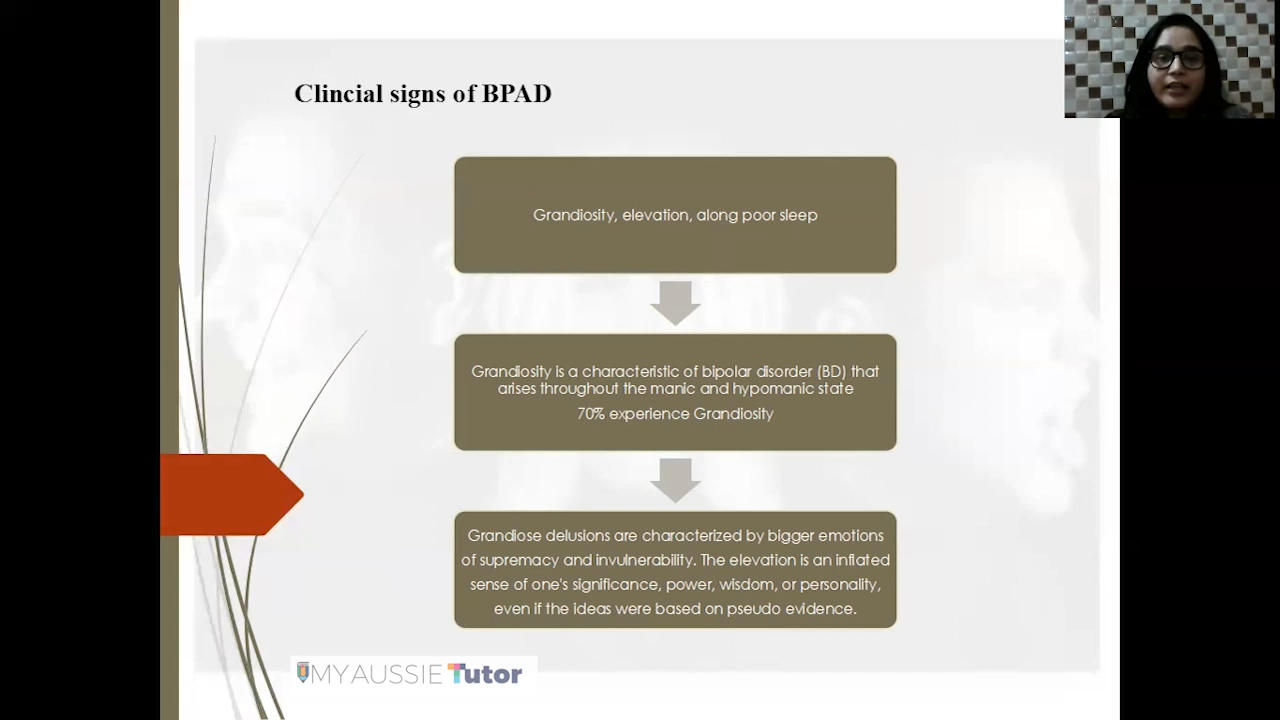 Clincial signs of BPAD
Grandiosity, elevation, along poor sleep
Grandiosity is a characteristic of bipolar disorder (BD) that
arises throughout the manic and hypomanic state
70% experience Grandiosity
Grandiose delusions are characterized by bigger emotions
of supremacy and invulnerability. The elevation is an inflated
sense of one's significance, power, wisdom, or personality,
even if the ideas were based on pseudo evidence.
MY AUSSIE Tutor